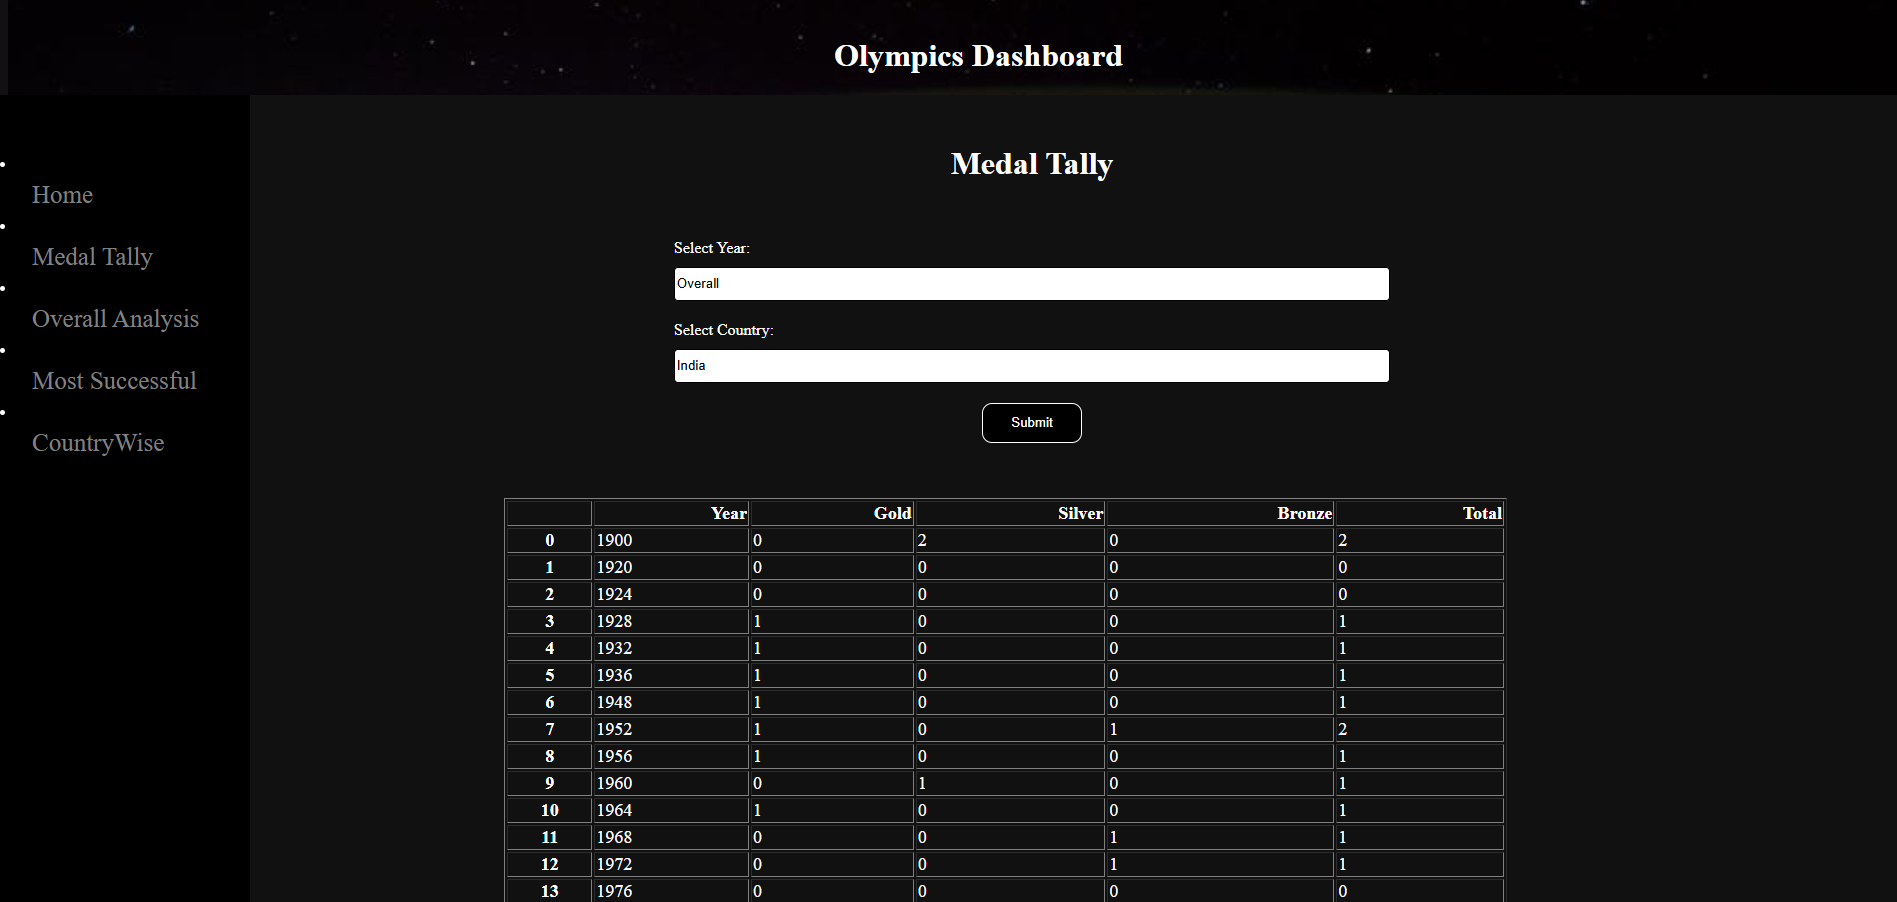 Olympics Dashboard
Home
Medal Tally
Overall Analysis
Most Successful
CountryWise
Medal Tally
Select Year:
Overall
Select Country:
India
Submit
Year Gold Silver Bronze Total
0 1900 0 2 0 2
1 1920 0 0 0 0
2 1924 0 0 0 0
3 1928 1 0 0 1
4 1932 1 0 0 1
5 1936 1 0 0 1
6 1948 1 0 0 1
7 1952 1 0 1 2
8 1956 1 0 0 1
9 1960 0 1 0 1
10 1964 1 0 0 1
11 1968 0 0 1 1
12 1972 0 0 1 1
13 1976 0 0 0 0